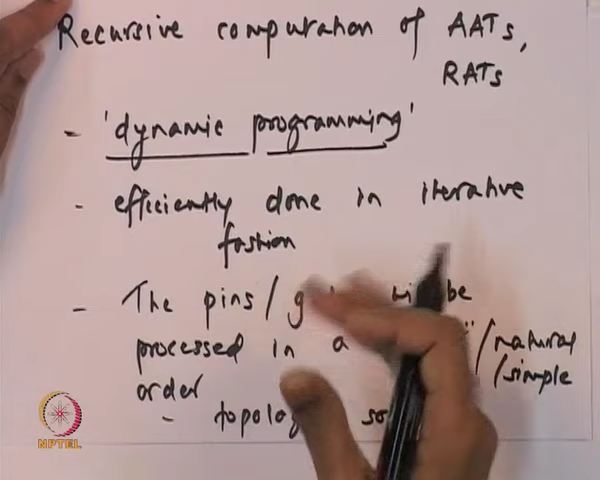 Recursive computation of AATs,
RATs
- 'dynamic programming'
- efficiently done in iterative
fashion
- The pins / be
processed in a " / natural
order / simple
-
NPTEL